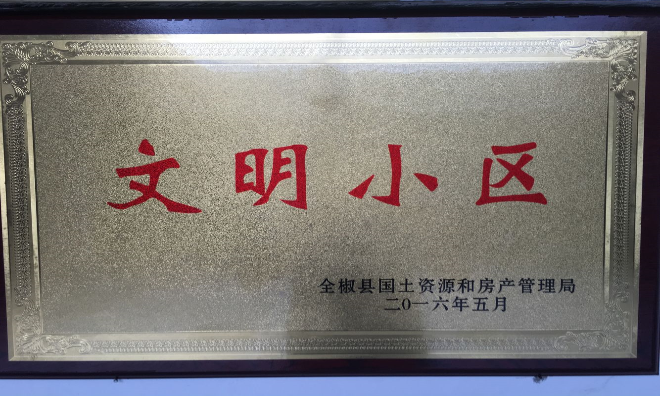 文明小区
全椒县国土资源和房产管理局
二0一六年五月